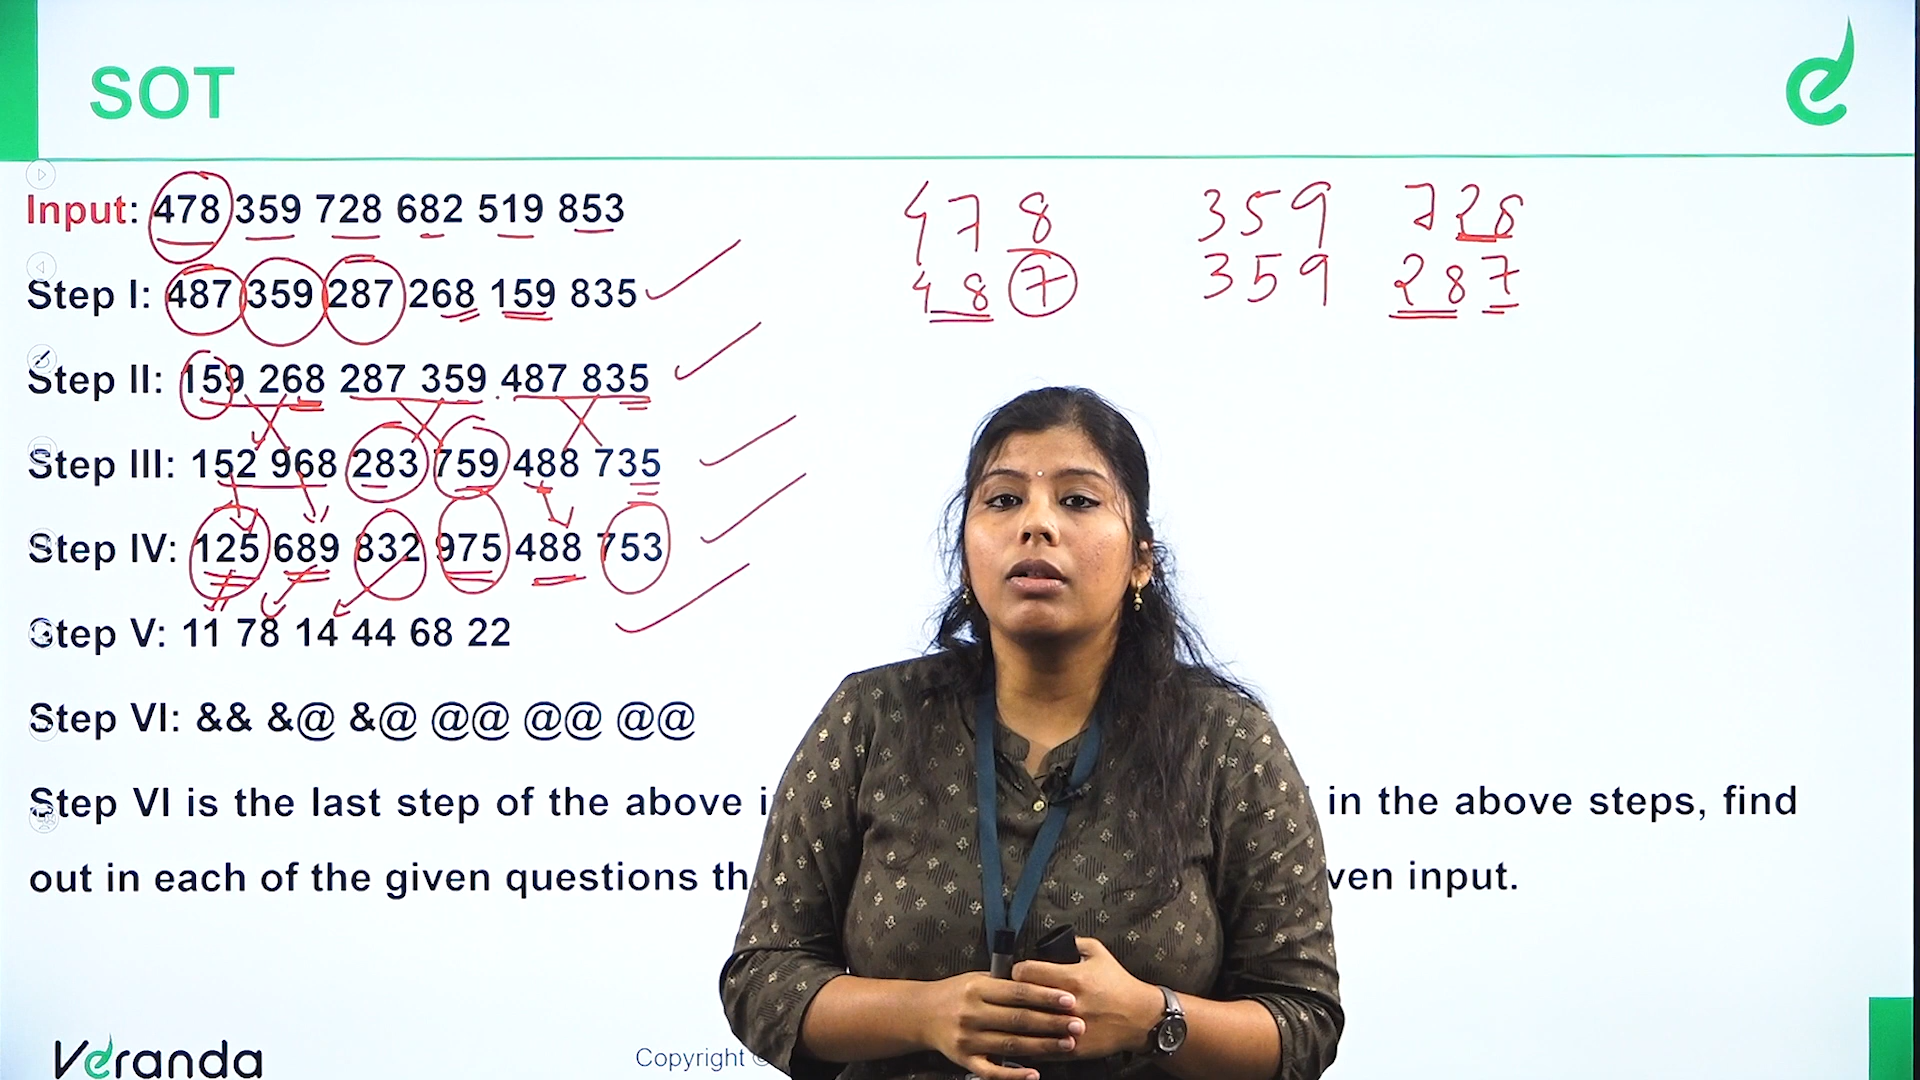 SOT
Input: 478 359 728 682 519 853
Step I: 487 359 287 268 159 835
Step II: 159 268 287 359 487 835
Step III: 152 968 283 759 488 735
Step IV: 125 689 832 975 488 753
Step V: 11 78 14 44 68 22
Step VI: && &@ &@ @@ @@ @@
Step VI is the last step of the above in the above steps, find
out in each of the given questions input.
478 359 728
487 359 287
Veranda
Copyright ©